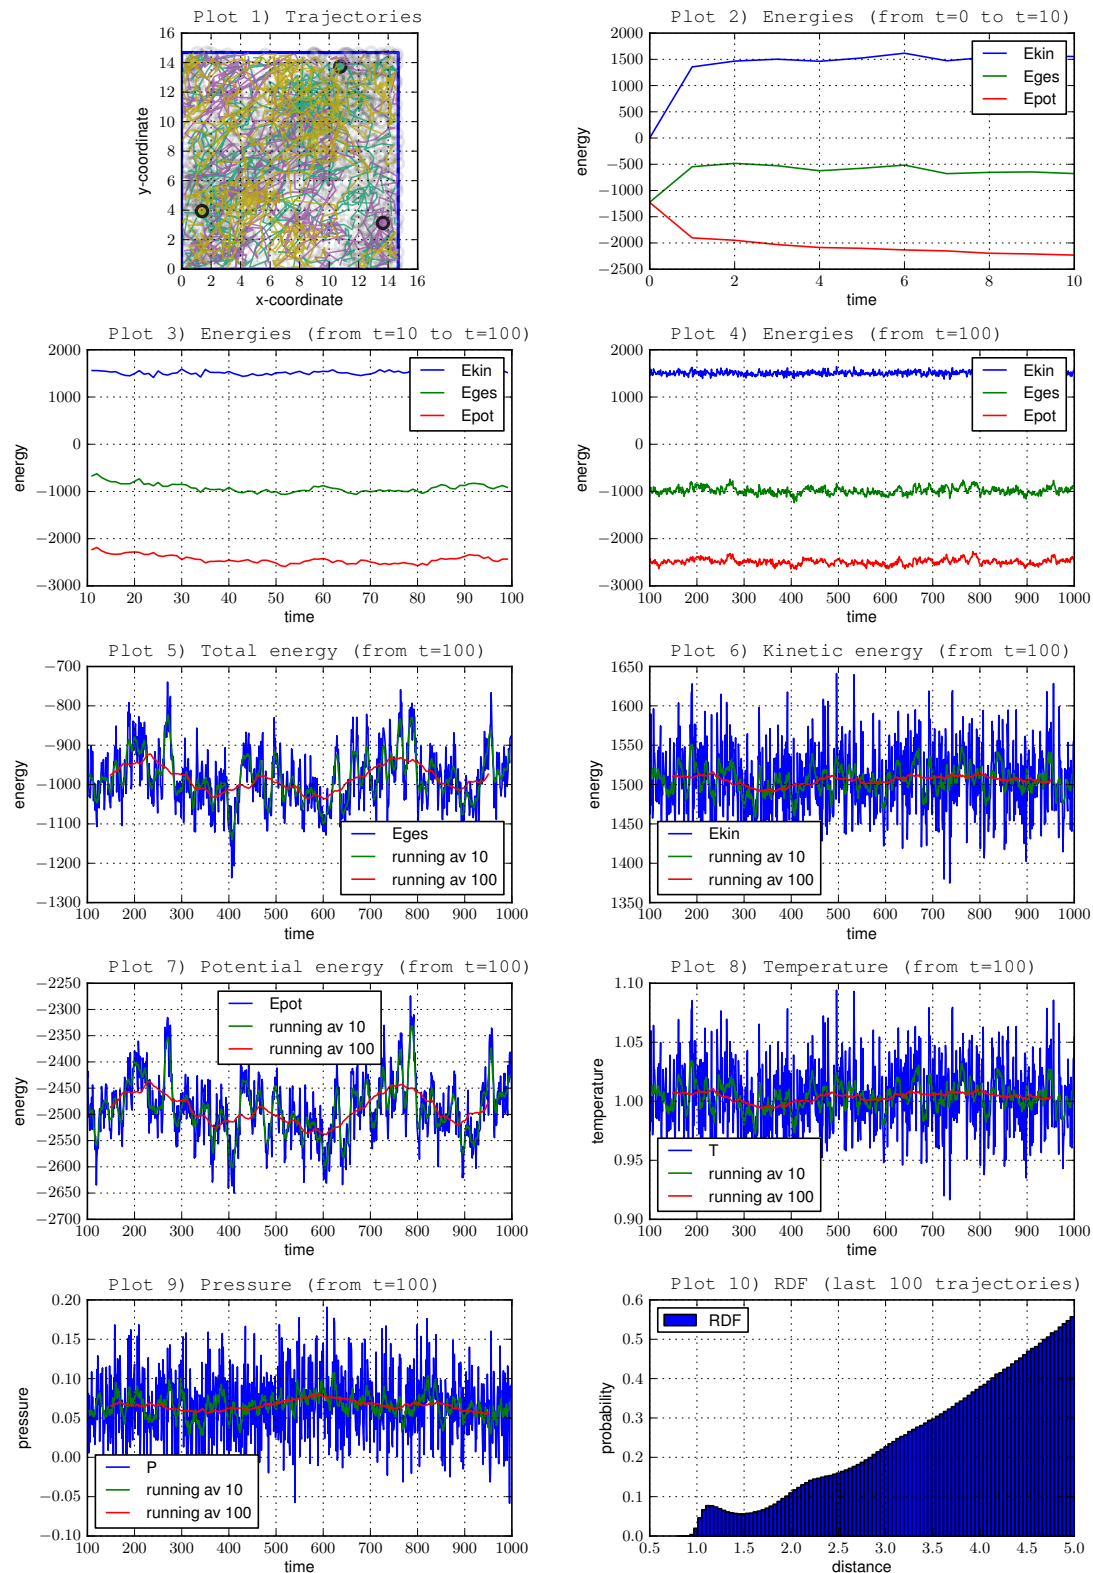 Plot 1) Trajectories
16
14
12
10
8
6
4
2
0
y-coordinate
0 2 4 6 8 10 12 14 16
x-coordinate
Plot 2) Energies (from t=0 to t=10)
2000
1500
1000
500
0
−500
−1000
−1500
−2000
−2500
energy
Ekin
Eges
Epot
0 2 4 6 8 10
time
Plot 3) Energies (from t=10 to t=100)
2000
1000
0
−1000
−2000
−3000
energy
Ekin
Eges
Epot
10 20 30 40 50 60 70 80 90 100
time
Plot 4) Energies (from t=100)
2000
1000
0
−1000
−2000
−3000
energy
Ekin
Eges
Epot
100 200 300 400 500 600 700 800 900 1000
time
Plot 5) Total energy (from t=100)
−700
−800
−900
−1000
−1100
−1200
−1300
energy
Eges
running av 10
running av 100
100 200 300 400 500 600 700 800 900 1000
time
Plot 6) Kinetic energy (from t=100)
1650
1600
1550
1500
1450
1400
1350
energy
Ekin
running av 10
running av 100
100 200 300 400 500 600 700 800 900 1000
time
Plot 7) Potential energy (from t=100)
−2250
−2300
−2350
−2400
−2450
−2500
−2550
−2600
−2650
−2700
energy
Epot
running av 10
running av 100
100 200 300 400 500 600 700 800 900 1000
time
Plot 8) Temperature (from t=100)
1.10
1.05
1.00
0.95
0.90
temperature
T
running av 10
running av 100
100 200 300 400 500 600 700 800 900 1000
time
Plot 9) Pressure (from t=100)
0.20
0.15
0.10
0.05
0.00
−0.05
−0.10
pressure
P
running av 10
running av 100
100 200 300 400 500 600 700 800 900 1000
time
Plot 10) RDF (last 100 trajectories)
0.6
0.5
0.4
0.3
0.2
0.1
0.0
probability
RDF
0.5 1.0 1.5 2.0 2.5 3.0 3.5 4.0 4.5 5.0
distance